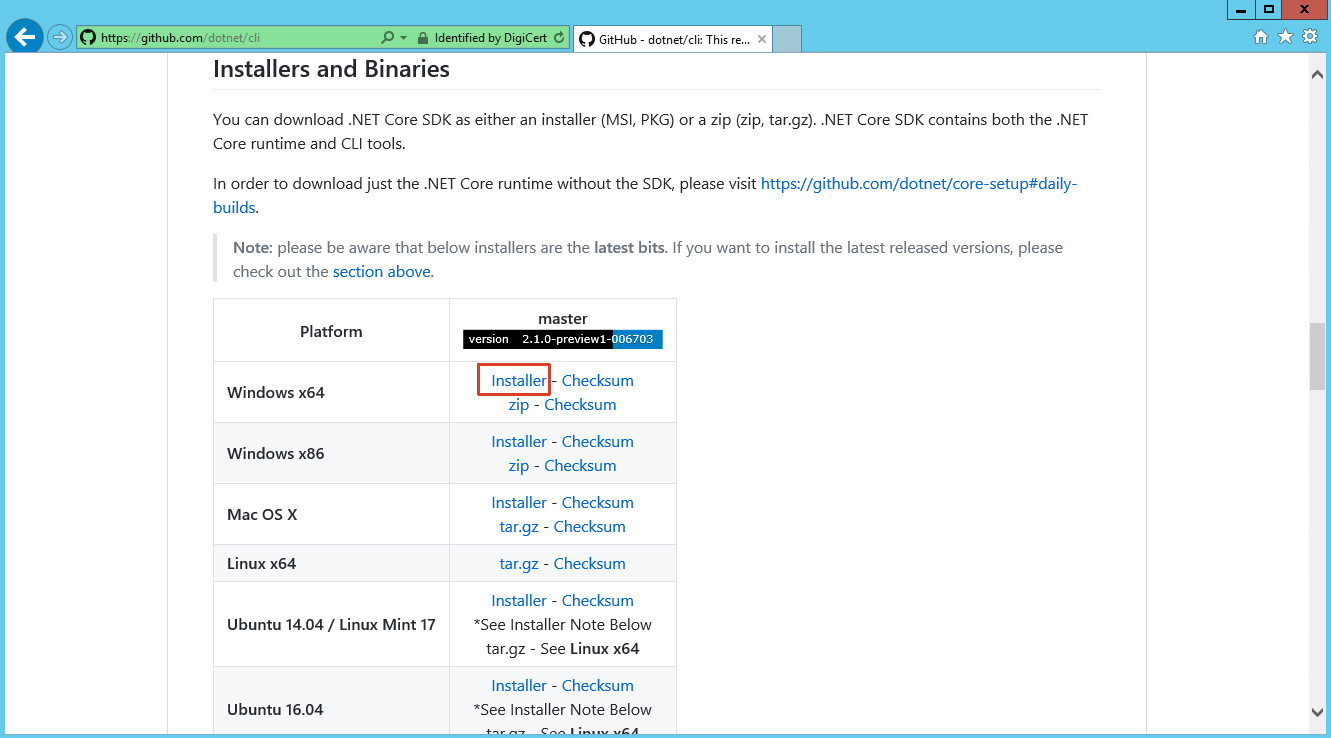 https://github.com/dotnet/cli
Identified by DigiCert
GitHub - dotnet/cli: This re...
Installers and Binaries
You can download .NET Core SDK as either an installer (MSI, PKG) or a zip (zip, tar.gz). .NET Core SDK contains both the .NET
Core runtime and CLI tools.
In order to download just the .NET Core runtime without the SDK, please visit https://github.com/dotnet/core-setup#daily-
builds.
Note: please be aware that below installers are the latest bits. If you want to install the latest released versions, please
check out the section above.
Platform
master
version 2.1.0-preview1-006703
Windows x64
Installer - Checksum
zip - Checksum
Windows x86
Installer - Checksum
zip - Checksum
Mac OS X
Installer - Checksum
tar.gz - Checksum
Linux x64
tar.gz - Checksum
Ubuntu 14.04 / Linux Mint 17
Installer - Checksum
*See Installer Note Below
tar.gz - See Linux x64
Ubuntu 16.04
Installer - Checksum
*See Installer Note Below
tar.gz - See Linux x64